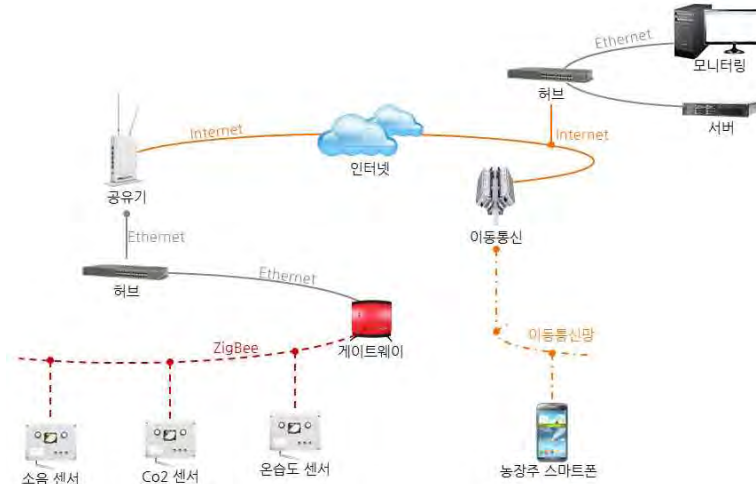 Ethernet
모니터링
허브
서버
Internet
Internet
인터넷
공유기
이동통신
Ethernet
Ethernet
허브
이동통신망
ZigBee
게이트웨이
소음 센서
Co2 센서
온습도 센서
농장주 스마트폰